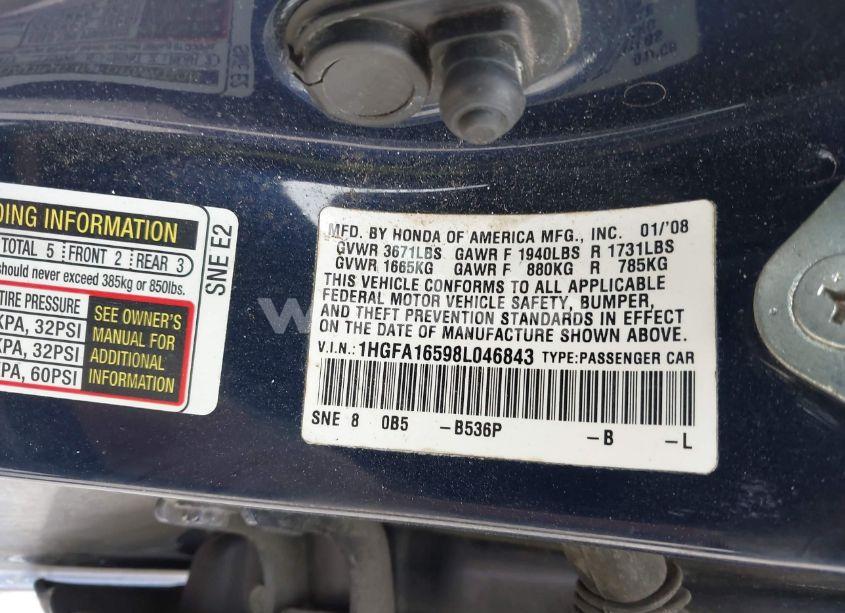 DING INFORMATION
TOTAL 5 FRONT 2 REAR 3
hould never exceed 385kg or 850lbs.
TIRE PRESSURE
KPA, 32PSI
KPA, 32PSI
PA, 60PSI
SEE OWNER'S
MANUAL FOR
ADDITIONAL
INFORMATION
SNE E2
MFD. BY HONDA OF AMERICA MFG., INC. 01/'08
GVWR 3671LBS GAWR F 1940LBS R 1731LBS
GVWR 1665KG GAWR F 880KG R 785KG
THIS VEHICLE CONFORMS TO ALL APPLICABLE
FEDERAL MOTOR VEHICLE SAFETY, BUMPER,
AND THEFT PREVENTION STANDARDS IN EFFECT
ON THE DATE OF MANUFACTURE SHOWN ABOVE.
V.I.N.: 1HGFA16598L046843 TYPE:PASSENGER CAR
SNE 8 0B5 -B536P -B -L